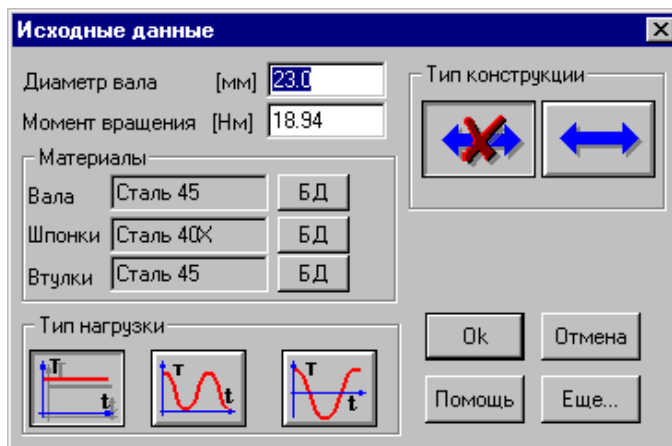 Исходные данные
Диаметр вала [мм] 23.0
Момент вращения [Нм] 18.94
Материалы
Вала Сталь 45 БД
Шпонки Сталь 40Х БД
Втулки Сталь 45 БД
Тип конструкции
Тип нагрузки
T t
T t
T t
Ok Отмена
Помощь Еще...